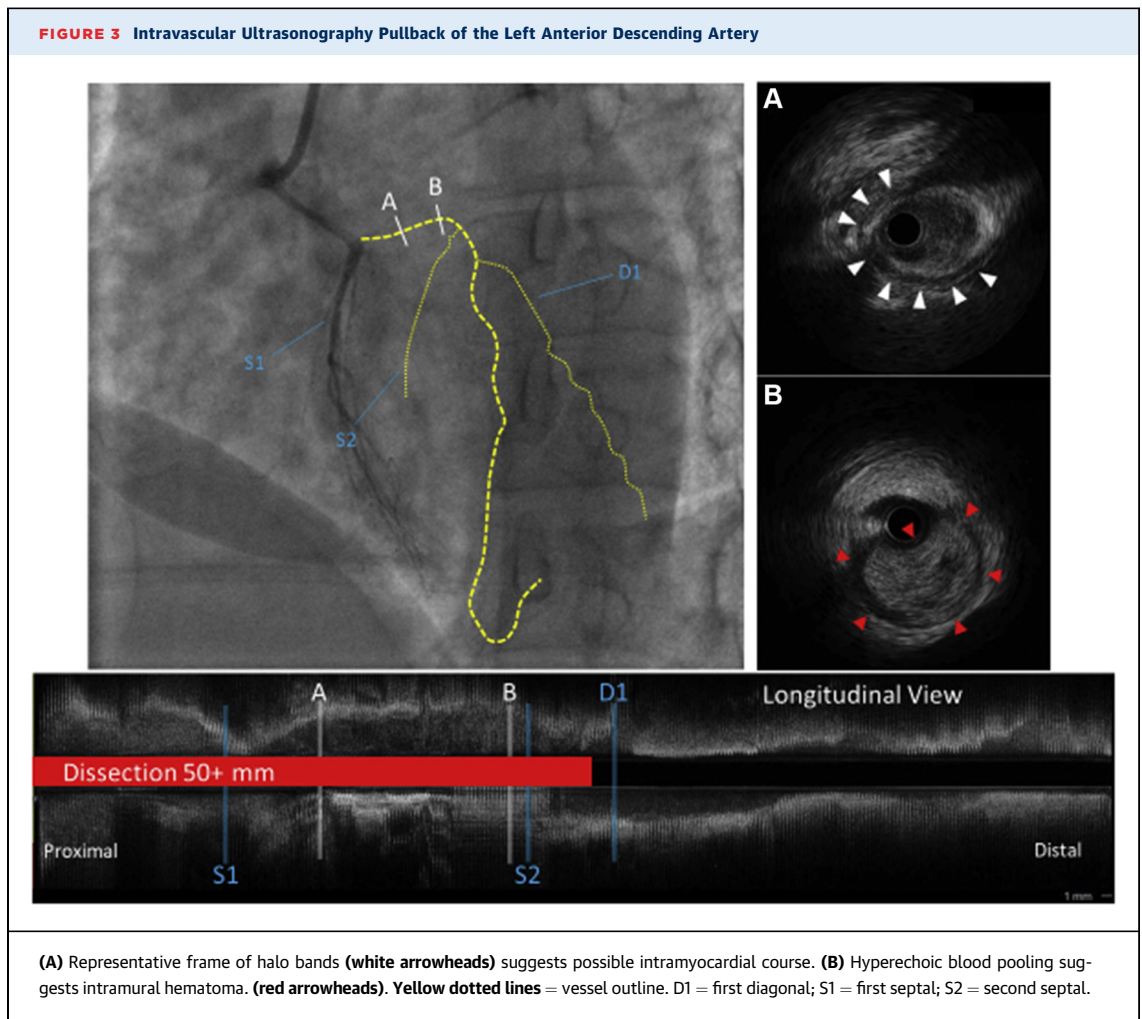 FIGURE 3 Intravascular Ultrasonography Pullback of the Left Anterior Descending Artery
A
A
B
D1
S1
S2
B
A
B
D1
Longitudinal View
Dissection 50+ mm
Proximal
Distal
S1
S2
1 mm
(A) Representative frame of halo bands (white arrowheads) suggests possible intramyocardial course. (B) Hyperechoic blood pooling sug-
gests intramural hematoma. (red arrowheads). Yellow dotted lines = vessel outline. D1 = first diagonal; S1 = first septal; S2 = second septal.